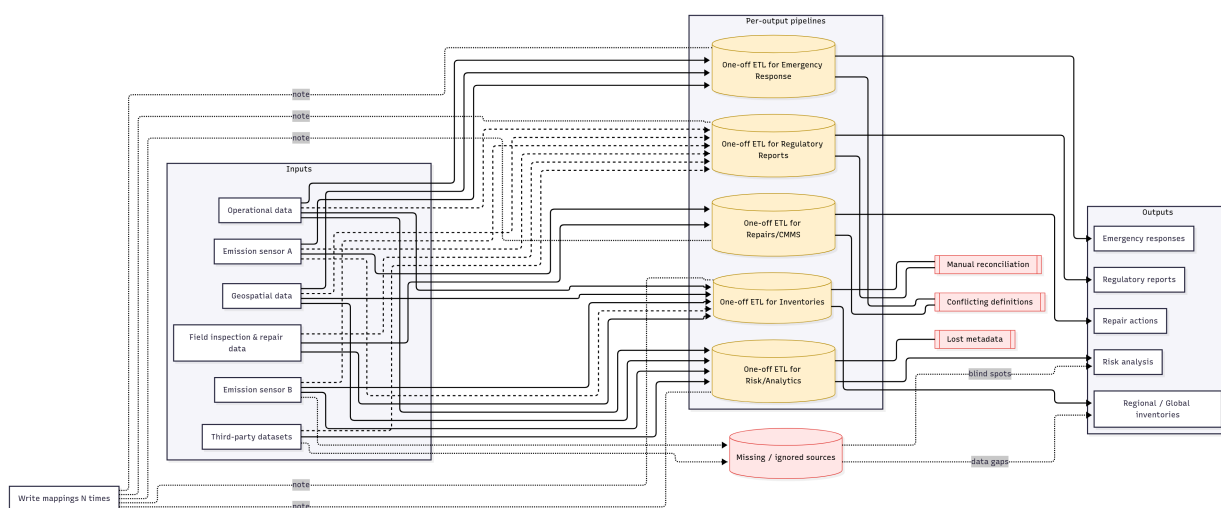 Per-output pipelines
One-off ETL for Emergency
Response
note
note
One-off ETL for Regulatory
Reports
note
Inputs
Operational data
One-off ETL for
Repairs/CMMS
Outputs
Emergency responses
Emission sensor A
Manual reconciliation
Regulatory reports
Geospatial data
One-off ETL for Inventories
Conflicting definitions
Repair actions
Field inspection & repair
data
Lost metadata
Risk analysis
One-off ETL for
Risk/Analytics
blind spots
Emission sensor B
Regional / Global
inventories
Third-party datasets
Missing / ignored sources
data gaps
note
Write mappings N times
note